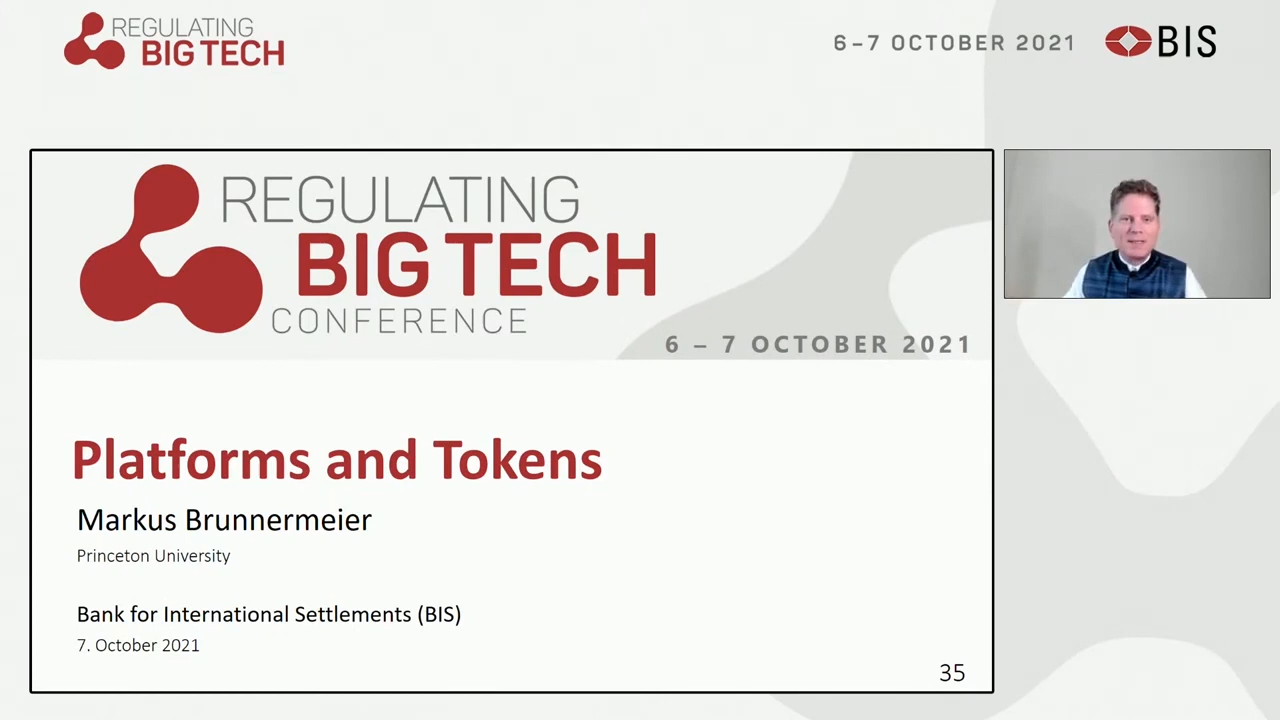 REGULATING
BIG TECH
6–7 OCTOBER 2021
BIS
REGULATING
BIG TECH
CONFERENCE
6 – 7 OCTOBER 2021
Platforms and Tokens
Markus Brunnermeier
Princeton University
Bank for International Settlements (BIS)
7. October 2021
35